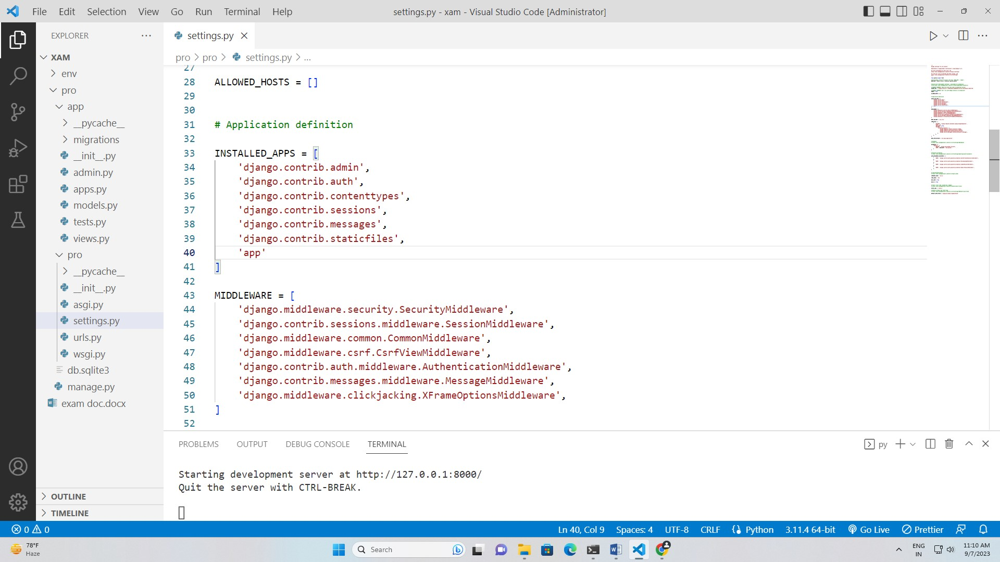 File Edit Selection View Go Run Terminal Help
settings.py - xam - Visual Studio Code [Administrator]
EXPLORER
XAM
env
pro
app
__pycache__
migrations
__init__.py
admin.py
apps.py
models.py
tests.py
views.py
pro
__pycache__
__init__.py
asgi.py
settings.py
urls.py
wsgi.py
db.sqlite3
manage.py
exam doc.docx
OUTLINE
TIMELINE
settings.py
pro > pro > settings.py > ...
27
28 ALLOWED_HOSTS = []
29
30
31 # Application definition
32
33 INSTALLED_APPS = [
34 'django.contrib.admin',
35 'django.contrib.auth',
36 'django.contrib.contenttypes',
37 'django.contrib.sessions',
38 'django.contrib.messages',
39 'django.contrib.staticfiles',
40 'app'
41 ]
42
43 MIDDLEWARE = [
44 'django.middleware.security.SecurityMiddleware',
45 'django.contrib.sessions.middleware.SessionMiddleware',
46 'django.middleware.common.CommonMiddleware',
47 'django.middleware.csrf.CsrfViewMiddleware',
48 'django.contrib.auth.middleware.AuthenticationMiddleware',
49 'django.contrib.messages.middleware.MessageMiddleware',
50 'django.middleware.clickjacking.XFrameOptionsMiddleware',
51 ]
52
PROBLEMS OUTPUT DEBUG CONSOLE TERMINAL
py
Starting development server at http://127.0.0.1:8000/
Quit the server with CTRL-BREAK.
0 0
Ln 40, Col 9 Spaces: 4 UTF-8 CRLF Python 3.11.4 64-bit Go Live Prettier
78°F
Haze
Search
ENG
IN
11:10 AM
9/7/2023